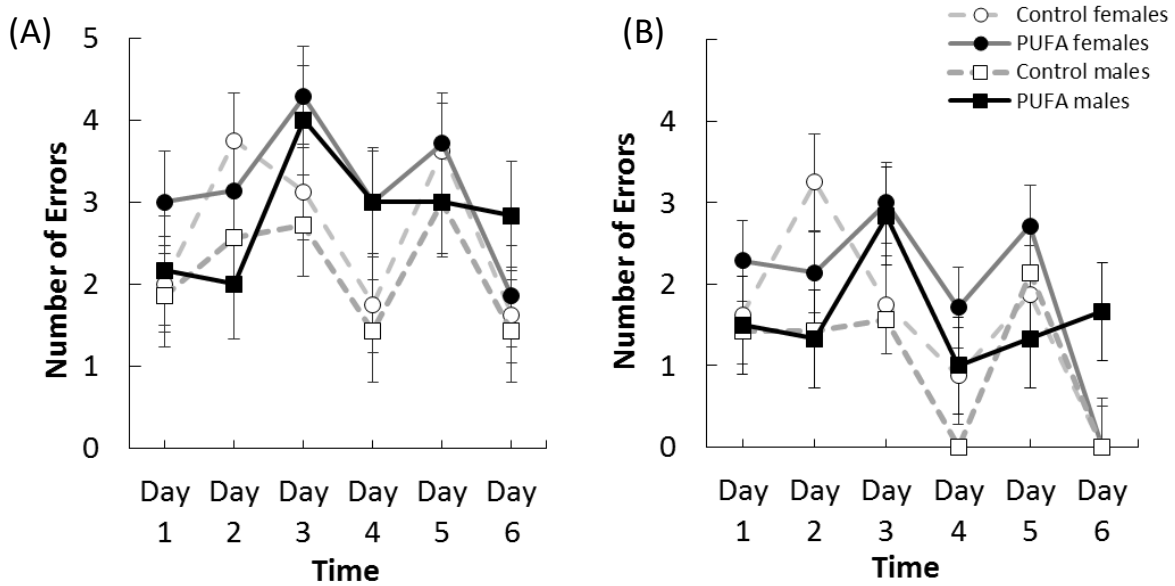 (A)
Number of Errors
5
4
3
2
1
0
Day Day Day Day Day Day
1 2 3 4 5 6
Time
(B)
Control females
PUFA females
Control males
PUFA males
Number of Errors
4
3
2
1
0
Day Day Day Day Day Day
1 2 3 4 5 6
Time